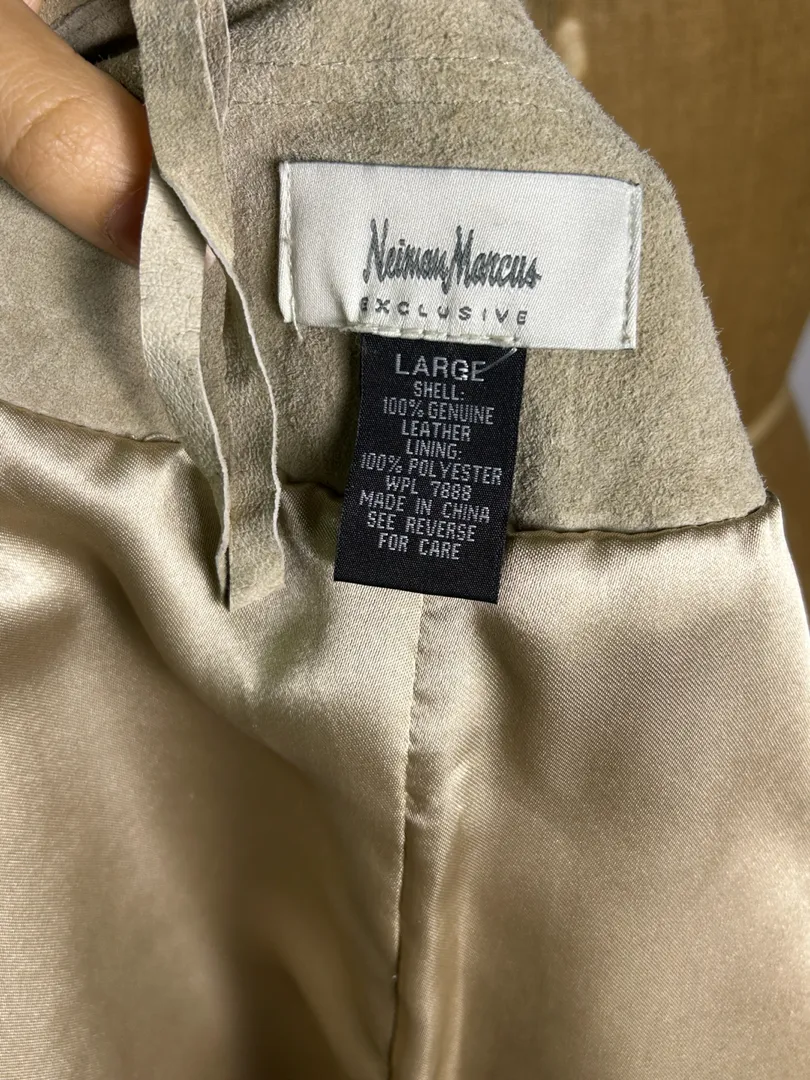 Neiman Marcus
EXCLUSIVE
LARGE
SHELL:
100% GENUINE
LEATHER
LINING:
100% POLYESTER
WPL 7888
MADE IN CHINA
SEE REVERSE
FOR CARE